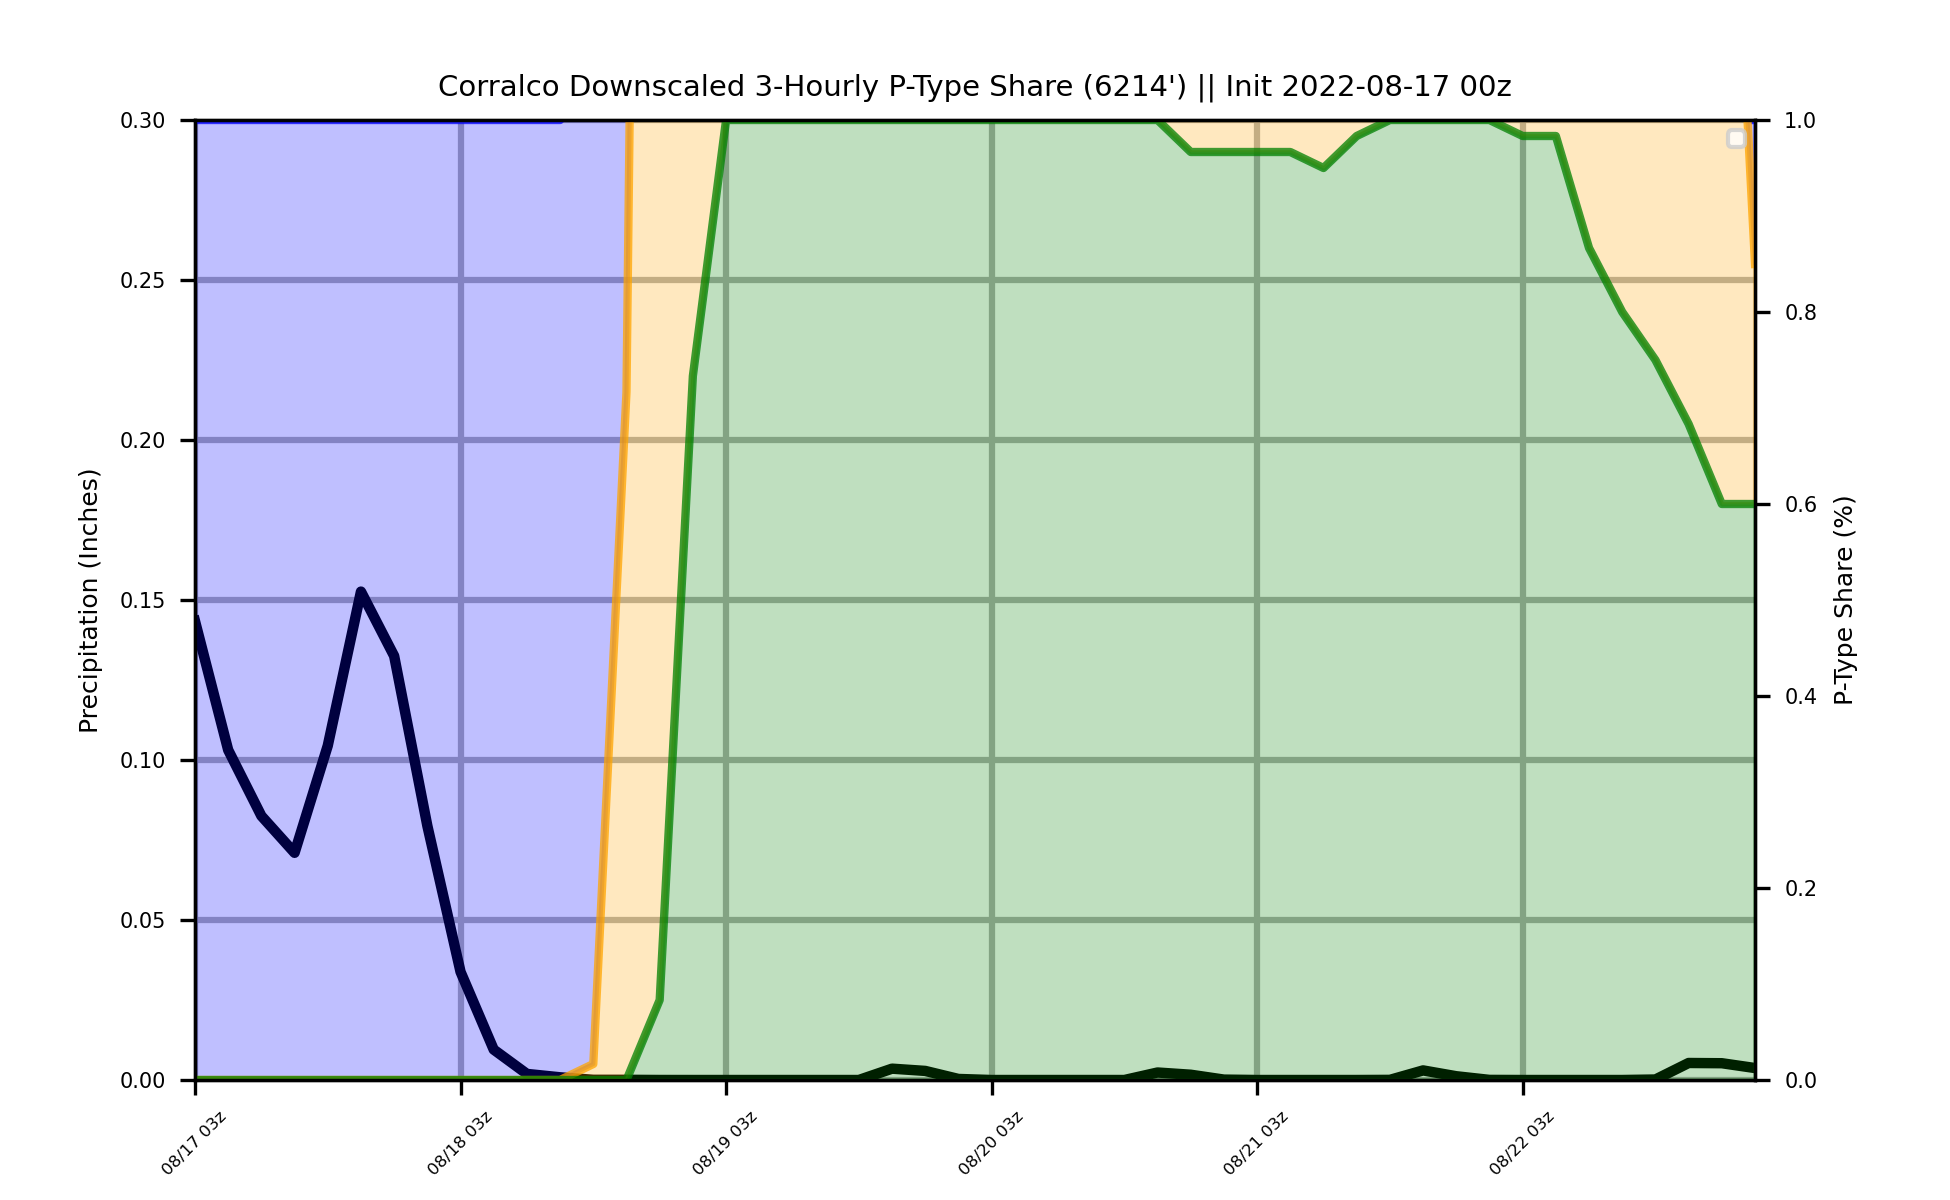 Corralco Downscaled 3-Hourly P-Type Share (6214') || Init 2022-08-17 00z
0.30
0.25
0.20
0.15
0.10
0.05
0.00
Precipitation (Inches)
1.0
0.8
0.6
0.4
0.2
0.0
P-Type Share (%)
08/17 03z
08/18 03z
08/19 03z
08/20 03z
08/21 03z
08/22 03z